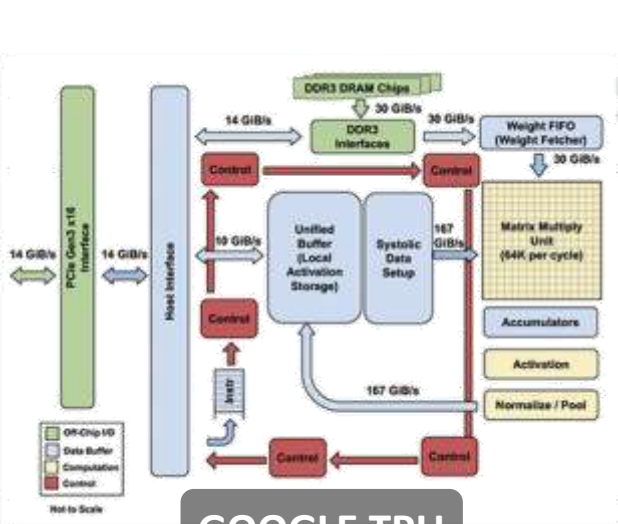 DDR3 DRAM Chips
30 GiB/s
14 GiB/s
DDR3
Interfaces
30 GiB/s
Weight FIFO
(Weight Fetcher)
30 GiB/s
Control
Control
PCIe Gen3 x16
Interface
14 GiB/s
14 GiB/s
Host Interface
10 GiB/s
Unified
Buffer
(Local
Activation
Storage)
Systolic
Data
Setup
167
GiB/s
Matrix Multiply
Unit
(64K per cycle)
Control
Accumulators
Activation
Instr
167 GiB/s
Normalize / Pool
Off-Chip I/O
Data Buffer
Computation
Control
Control
Control
Not to Scale
GOOGLE TPU